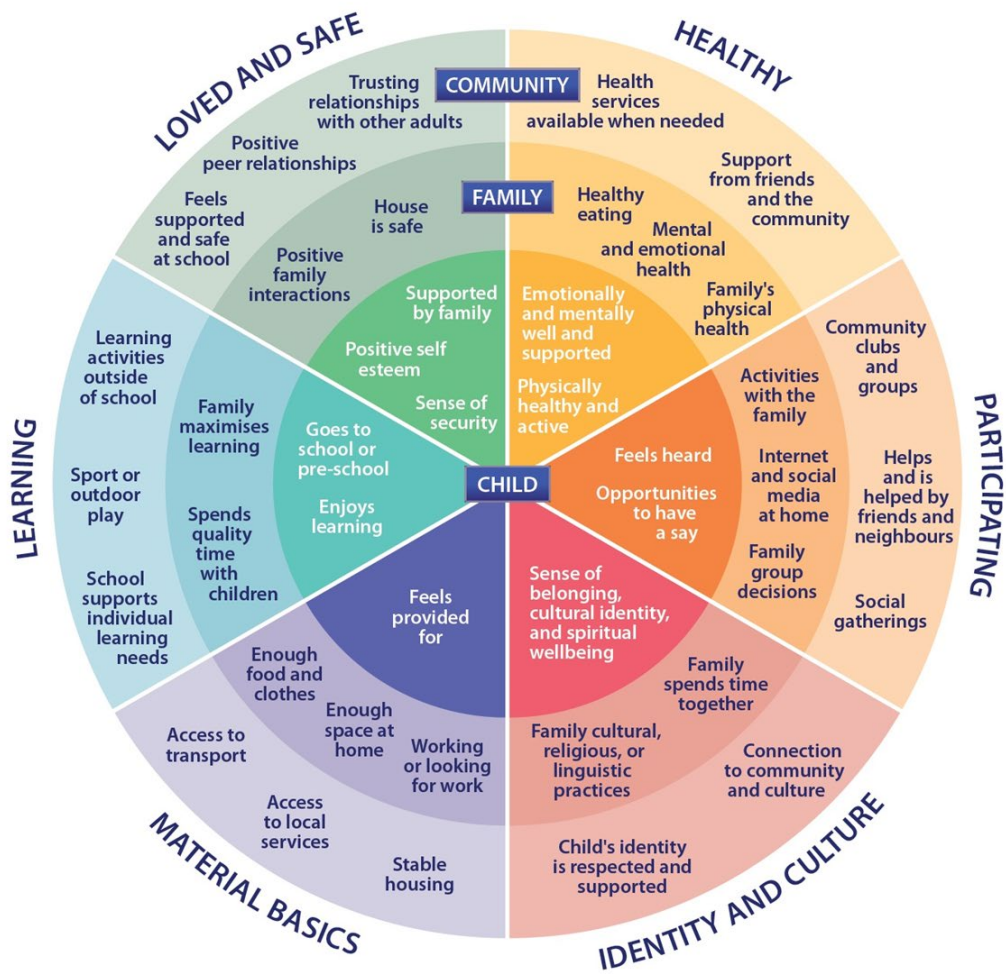 LOVED AND SAFE
COMMUNITY
Trusting
relationships
with other adults
Positive
peer relationships
Feels
supported
and safe
at school
FAMILY
House
is safe
Positive
family
interactions
Supported
by family
Positive self
esteem
Sense of
security
HEALTHY
Health
services
available when needed
Support
from friends
and the
community
Healthy
eating
Mental
and emotional
health
Family's
physical
health
Emotionally
and mentally
well and
supported
Physically
healthy and
active
PARTICIPATING
Community
clubs
and
groups
Helps
and is
helped by
friends and
neighbours
Social
gatherings
Activities
with the
family
Internet
and social
media
at home
Family
group
decisions
Feels heard
Opportunities
to have
a say
CHILD
IDENTITY AND CULTURE
Sense of
belonging,
cultural identity,
and spiritual
wellbeing
Family
spends time
together
Family cultural,
religious, or
linguistic
practices
Connection
to community
and culture
Child's identity
is respected and
supported
MATERIAL BASICS
Feels
provided
for
Enough
food and
clothes
Enough
space at
home
Working
or looking
for work
Access to
transport
Access
to local
services
Stable
housing
LEARNING
Learning
activities
outside
of school
Sport or
outdoor
play
School
supports
individual
learning
needs
Family
maximises
learning
Spends
quality
time
with
children
Goes to
school or
pre-school
Enjoys
learning